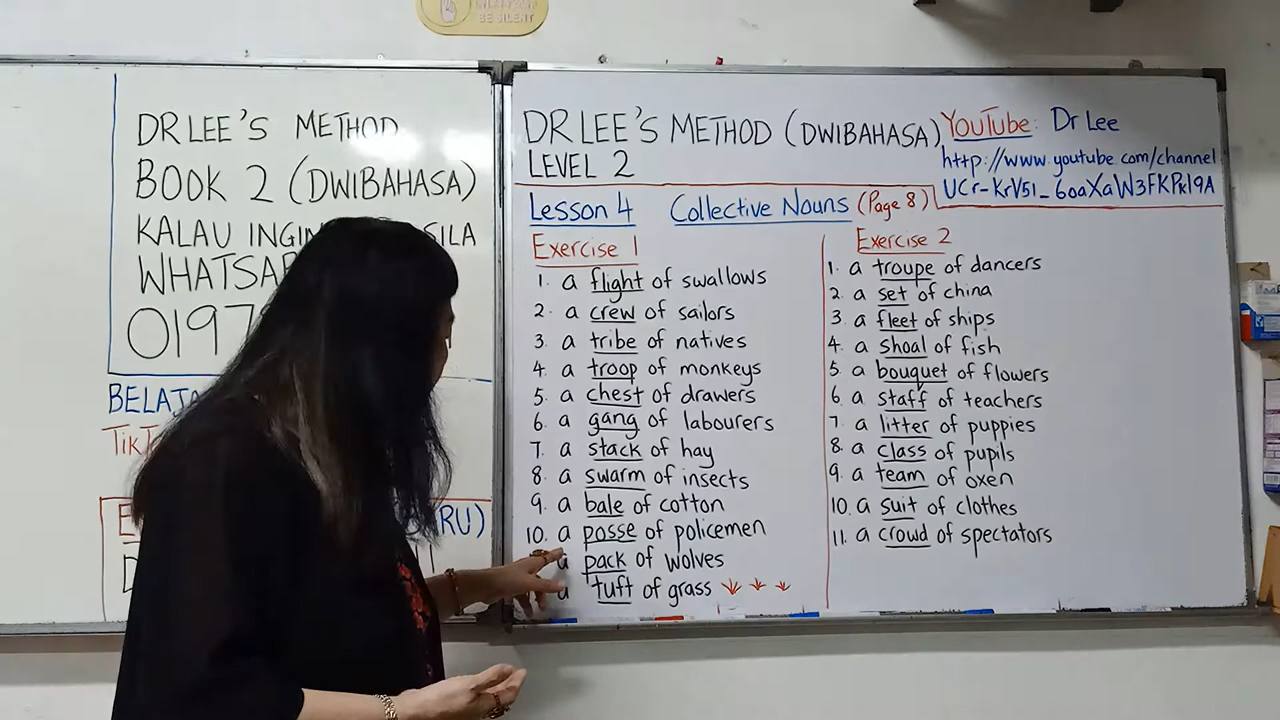 BE SILENT
DR LEE'S METHOD
BOOK 2 (DWIBAHASA)
KALAU INGIN SILA
0197
RU)
DR LEE'S METHOD (DWIBAHASA)
LEVEL 2
YouTube: Dr Lee
http://www.youtube.com/channel
UCr-KrV51_6oaXaW3FKPkI9A
Lesson 4 Collective Nouns (Page 8)
Exercise 1
1. a flight of swallows
2. a crew of sailors
3. a tribe of natives
4. a troop of monkeys
5. a chest of drawers
6. a gang of labourers
7. a stack of hay
8. a swarm of insects
9. a bale of cotton
10. a posse of policemen
a pack of wolves
a tuft of grass
Exercise 2
1. a troupe of dancers
2. a set of china
3. a fleet of ships
4. a shoal of fish
5. a bouquet of flowers
6. a staff of teachers
7. a litter of puppies
8. a class of pupils
9. a team of oxen
10. a suit of clothes
11. a crowd of spectators